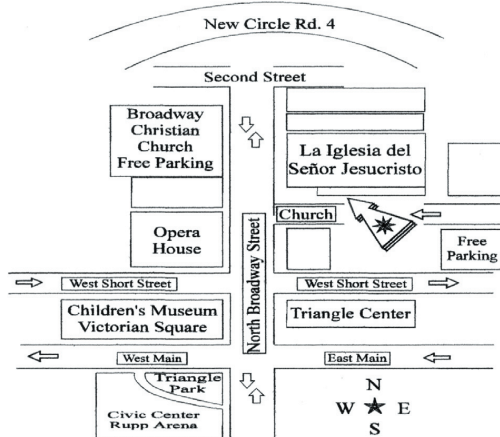 New Circle Rd. 4
Second Street
Broadway
Christian
Church
Free Parking
La Iglesia del
Señor Jesucristo
Church
Opera
House
North Broadway Street
Free
Parking
West Short Street
West Short Street
Children's Museum
Victorian Square
Triangle Center
West Main
East Main
Triangle
Park
Civic Center
Rupp Arena
N
W E
S